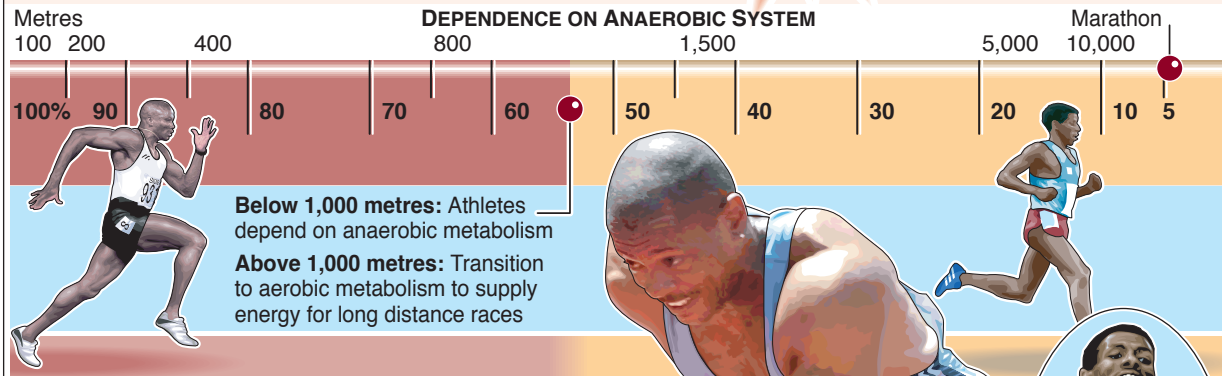 DEPENDENCE ON ANAEROBIC SYSTEM
Metres
Marathon
100 200 400 800 1,500 5,000 10,000
100% 90 80 70 60 50 40 30 20 10 5
937
Below 1,000 metres: Athletes
depend on anaerobic metabolism
Above 1,000 metres: Transition
to aerobic metabolism to supply
energy for long distance races